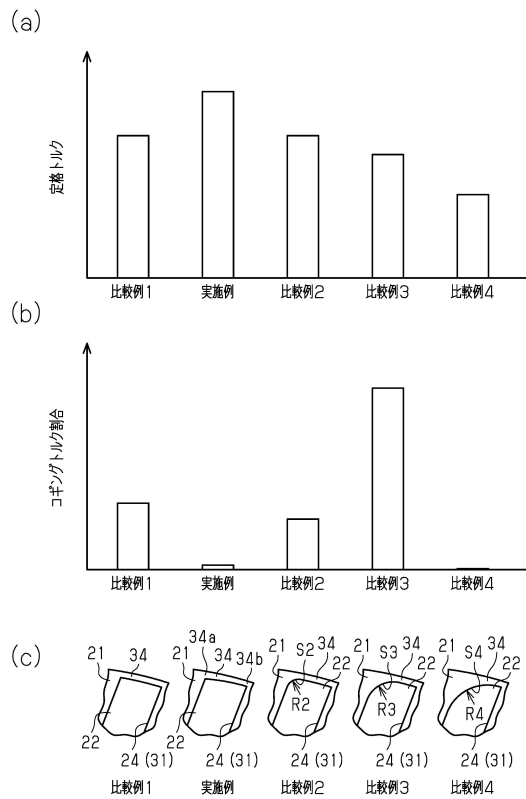 (a)
定格トルク
比較例1 実施例 比較例2 比較例3 比較例4
(b)
コギングトルク割合
比較例1 実施例 比較例2 比較例3 比較例4
(c)
21 34 22 24(31)
34a 21 34 34b 22 24(31)
21 S2 34 22 R2 24(31)
21 S3 34 22 R3 24(31)
21 34 S4 22 R4 24(31)
比較例1 実施例 比較例2 比較例3 比較例4